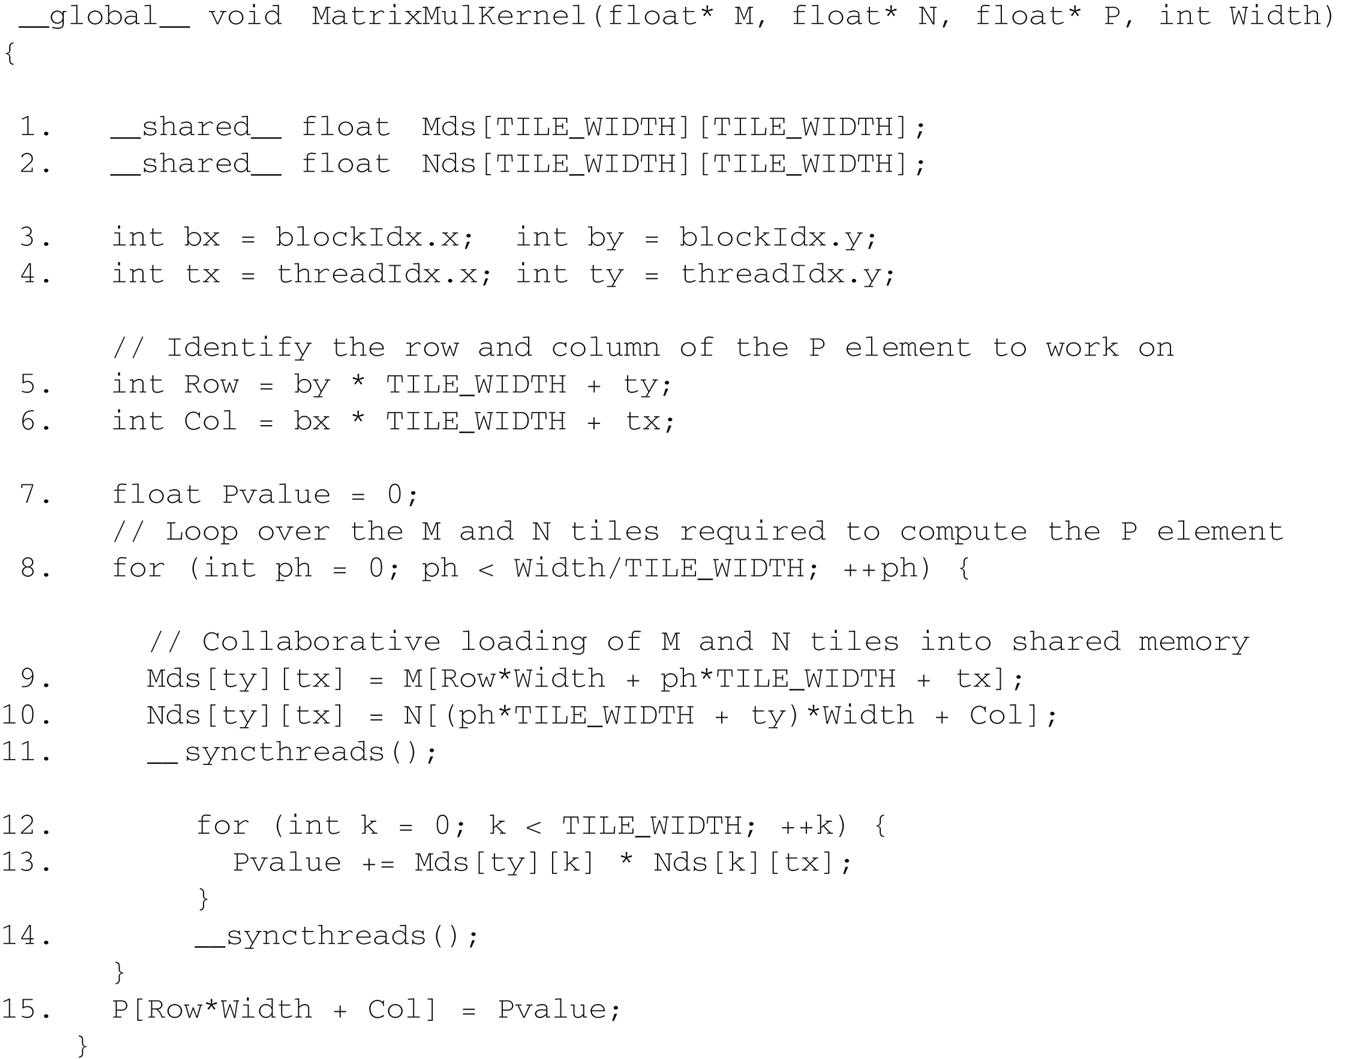 __global__ void MatrixMulKernel(float* M, float* N, float* P, int Width)
{
1. __shared__ float Mds[TILE_WIDTH][TILE_WIDTH];
2. __shared__ float Nds[TILE_WIDTH][TILE_WIDTH];
3. int bx = blockIdx.x; int by = blockIdx.y;
4. int tx = threadIdx.x; int ty = threadIdx.y;
// Identify the row and column of the P element to work on
5. int Row = by * TILE_WIDTH + ty;
6. int Col = bx * TILE_WIDTH + tx;
7. float Pvalue = 0;
// Loop over the M and N tiles required to compute the P element
8. for (int ph = 0; ph < Width/TILE_WIDTH; ++ph) {
// Collaborative loading of M and N tiles into shared memory
9. Mds[ty][tx] = M[Row*Width + ph*TILE_WIDTH + tx];
10. Nds[ty][tx] = N[(ph*TILE_WIDTH + ty)*Width + Col];
11. __syncthreads();
12. for (int k = 0; k < TILE_WIDTH; ++k) {
13. Pvalue += Mds[ty][k] * Nds[k][tx];
}
14. __syncthreads();
}
15. P[Row*Width + Col] = Pvalue;
}